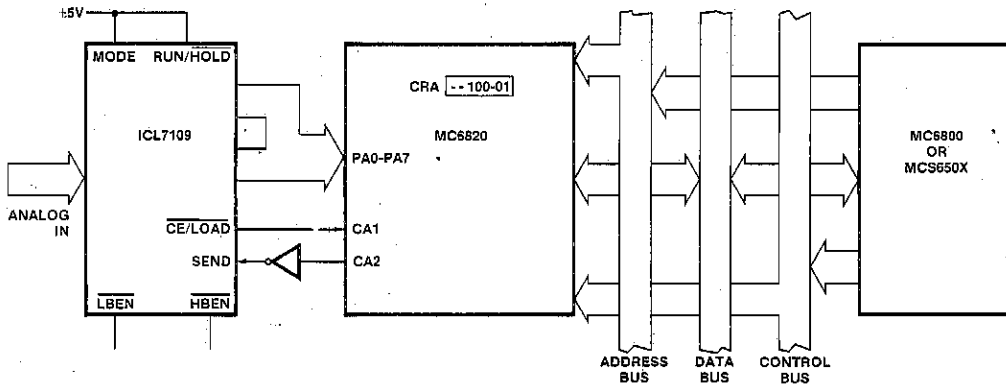 +5V
MODE RUN/HOLD
ICL7109
ANALOG
IN
CE/LOAD
SEND
LBEN HBEN
CRA --100-01
MC6820
PA0-PA7
CA1
CA2
MC6800
OR
MCS650X
ADDRESS
BUS
DATA
BUS
CONTROL
BUS